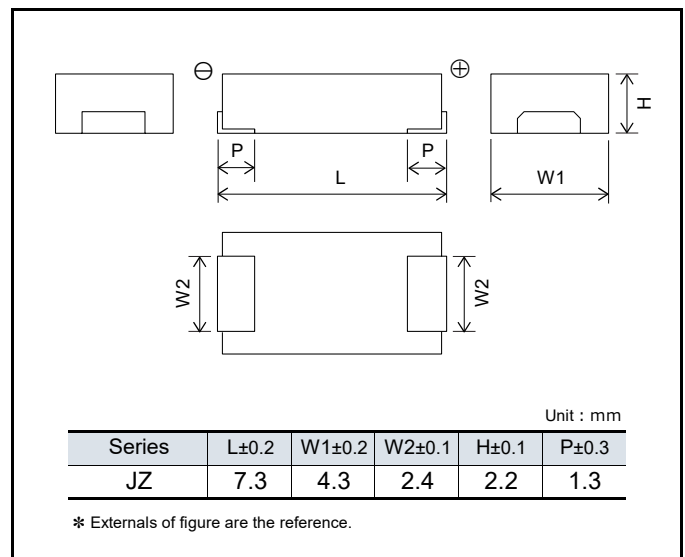 ⊖ ⊕
H
P P
L W1
W2 W2
Unit : mm
Series L±0.2 W1±0.2 W2±0.1 H±0.1 P±0.3
JZ 7.3 4.3 2.4 2.2 1.3
✻ Externals of figure are the reference.